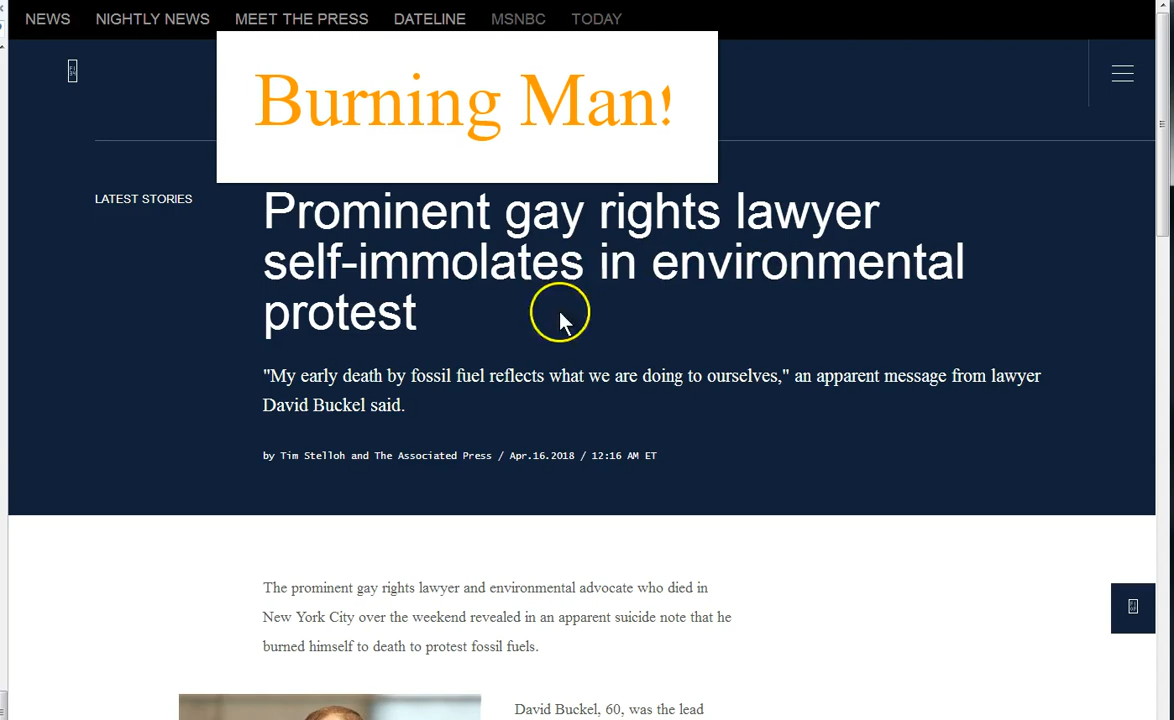 NEWS NIGHTLY NEWS MEET THE PRESS DATELINE MSNBC TODAY
Burning Man!
LATEST STORIES
Prominent gay rights lawyer
self-immolates in environmental
protest
"My early death by fossil fuel reflects what we are doing to ourselves," an apparent message from lawyer
David Buckel said.
by Tim Stelloh and The Associated Press / Apr.16.2018 / 12:16 AM ET
The prominent gay rights lawyer and environmental advocate who died in
New York City over the weekend revealed in an apparent suicide note that he
burned himself to death to protest fossil fuels.
David Buckel, 60, was the lead